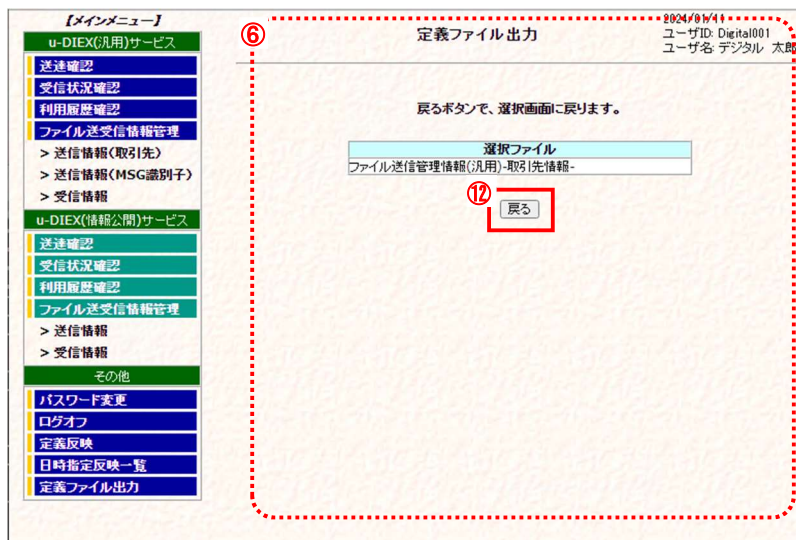 【メインメニュー】
u-DIEX(汎用)サービス
送達確認
受信状況確認
利用履歴確認
ファイル送受信情報管理
> 送信情報(取引先)
> 送信情報(MSG識別子)
> 受信情報
u-DIEX(情報公開)サービス
送達確認
受信状況確認
利用履歴確認
ファイル送受信情報管理
> 送信情報
> 受信情報
その他
パスワード変更
ログオフ
定義反映
日時指定反映一覧
定義ファイル出力
⑥
定義ファイル出力
2024/01/11
ユーザID: Digital001
ユーザ名: デジタル 太郎
戻るボタンで、選択画面に戻ります。
選択ファイル
ファイル送信管理情報(汎用)-取引先情報-
⑫
戻る